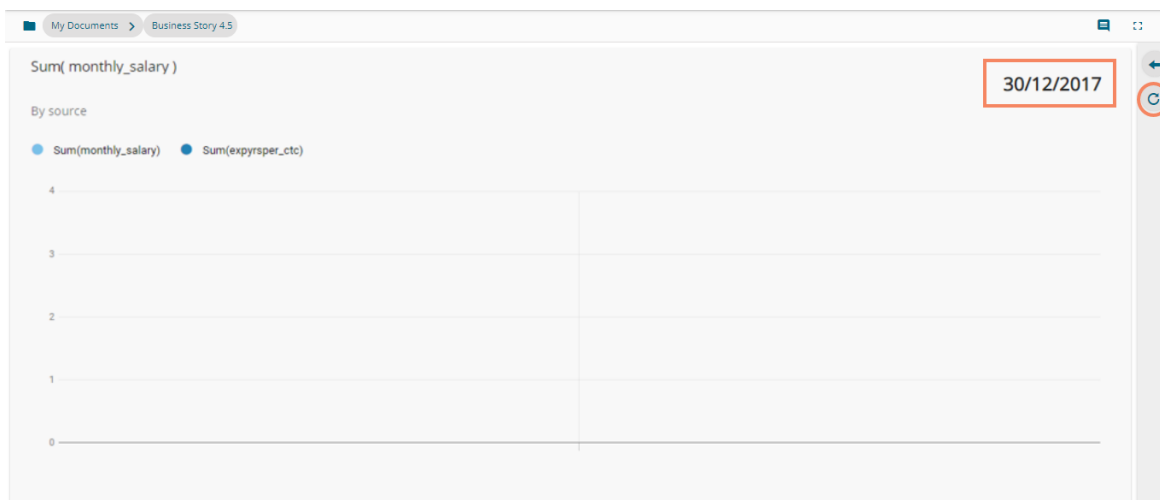 My Documents > Business Story 4.5
Sum( monthly_salary )
30/12/2017
By source
Sum(monthly_salary) Sum(expyrsper_ctc)
4
3
2
1
0